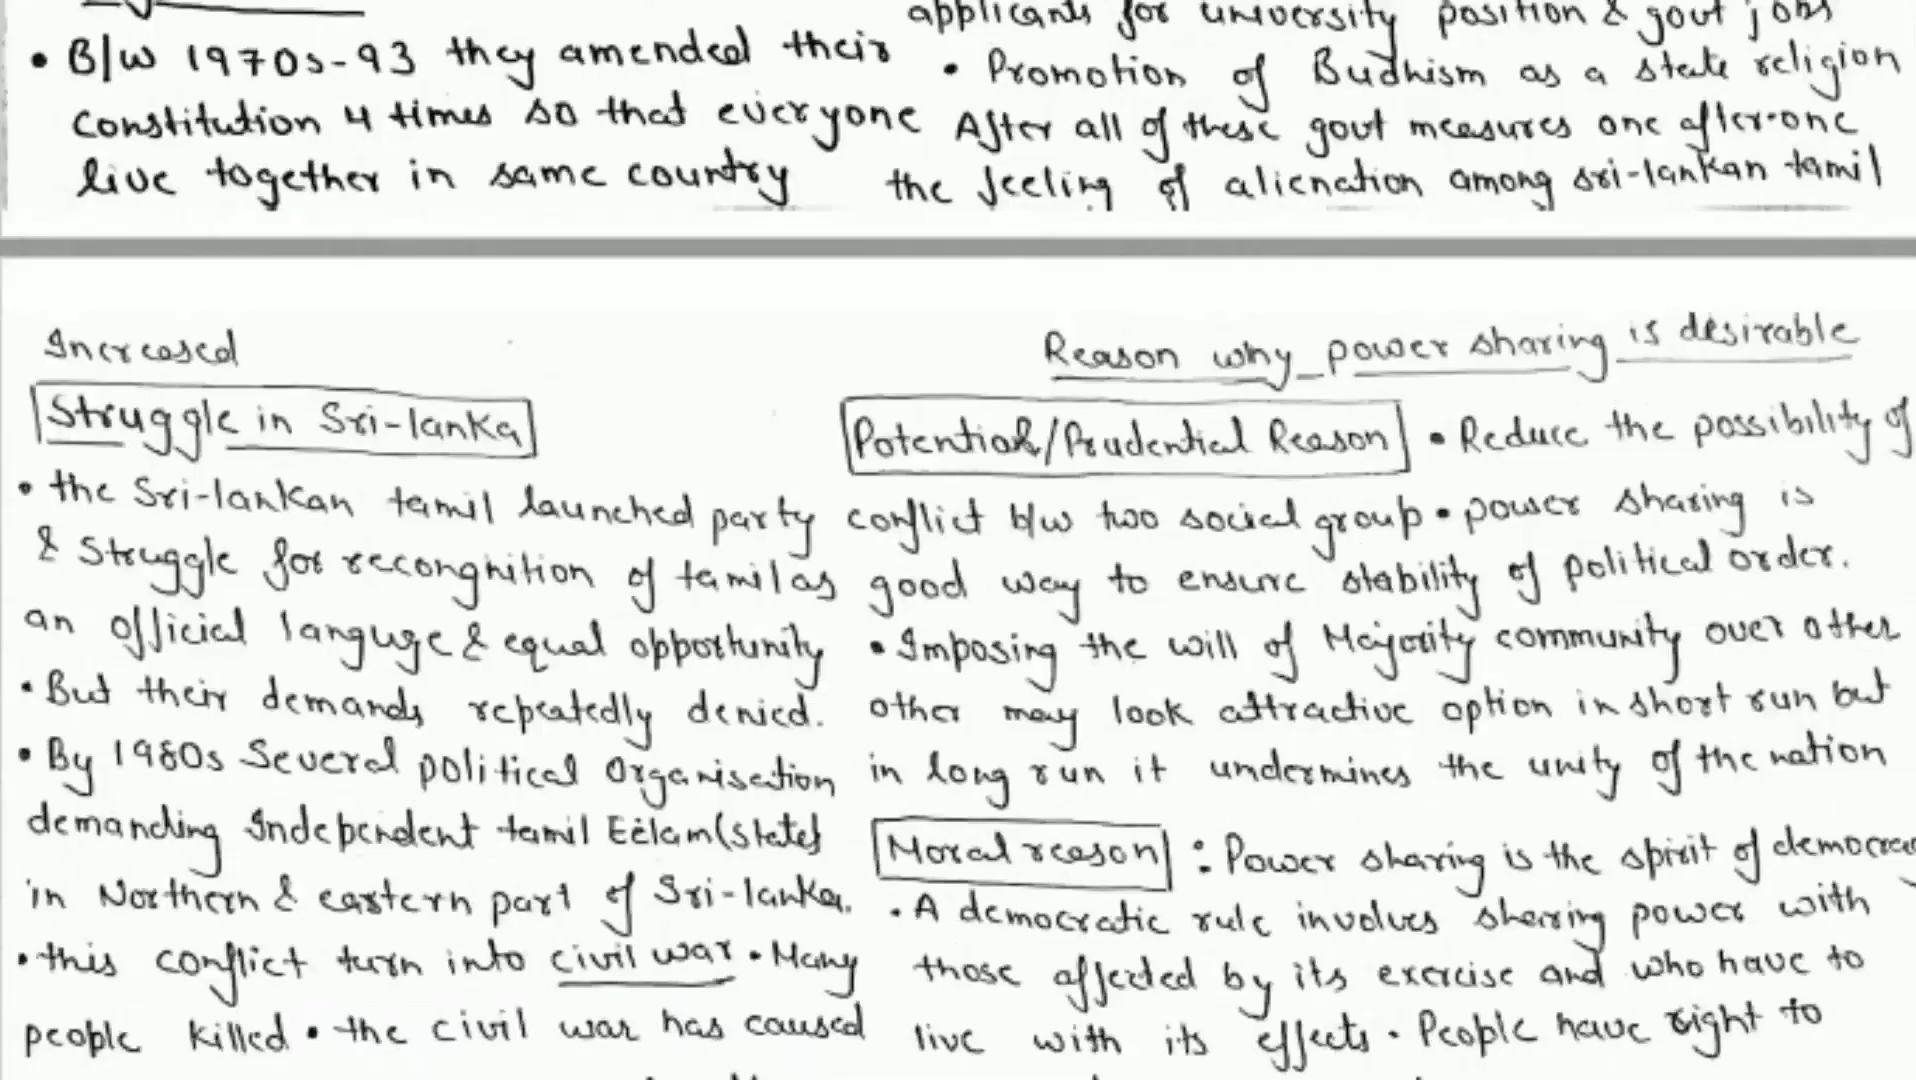 • B/w 1970s-93 they amended their
constitution 4 times so that everyone
live together in same country
applicants for university position & govt jobs
• Promotion of Budhism as a state religion
After all of these govt measures one after-one
the feeling of alienation among sri-lankan tamil
Increased
Struggle in Sri-lanka
• the Sri-lankan tamil launched party
& Struggle for recongnition of tamil as
an official languge & equal opportunity
• But their demands repeatedly denied.
• By 1980s Several political Organisation
demanding Independent tamil Eelam (state)
in Northern & eastern part of Sri-lanka.
• this conflict turn into civil war • Many
people killed • the civil war has caused
Reason why power sharing is desirable
Potential/Prudential Reason • Reduce the possibility of
conflict b/w two social group • power sharing is
good way to ensure stability of political order.
• Imposing the will of Majority community over other
other may look attractive option in short run but
in long run it undermines the unity of the nation
Moral reason : Power sharing is the spirit of democracy
• A democratic rule involves sharing power with
those affected by its exercise and who have to
live with its effects • People have right to